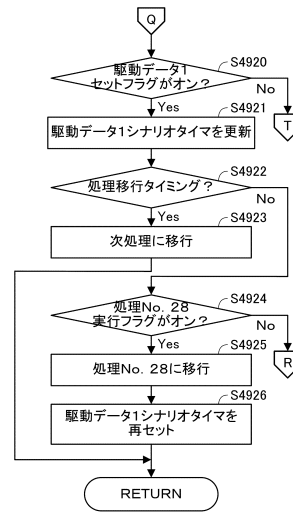 Q
駆動データ1
セットフラグがオン？
S4920
No
T
Yes
S4921
駆動データ1シナリオタイマを更新
S4922
処理移行タイミング？
No
Yes
S4923
次処理に移行
S4924
処理No. 28
実行フラグがオン？
No
R
Yes
S4925
処理No. 28に移行
S4926
駆動データ1シナリオタイマを
再セット
RETURN